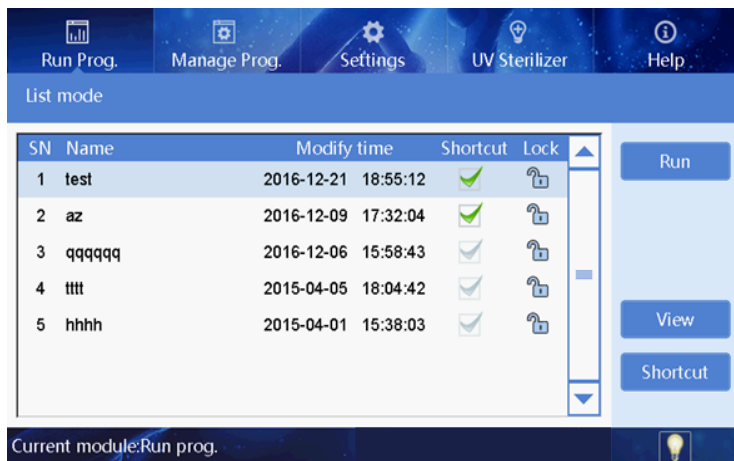 Run Prog. Manage Prog. Settings UV Sterilizer Help
List mode
SN Name Modify time Shortcut Lock
1 test 2016-12-21 18:55:12
2 az 2016-12-09 17:32:04
3 qqqqqq 2016-12-06 15:58:43
4 tttt 2015-04-05 18:04:42
5 hhhh 2015-04-01 15:38:03
Run
View
Shortcut
Current module:Run prog.